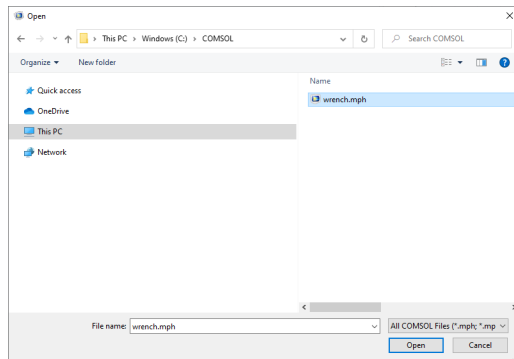 Open
This PC > Windows (C:) > COMSOL
Search COMSOL
Organize
New folder
Quick access
OneDrive
This PC
Network
Name
wrench.mph
File name: wrench.mph
All COMSOL Files (*.mph; *.mp
Open
Cancel